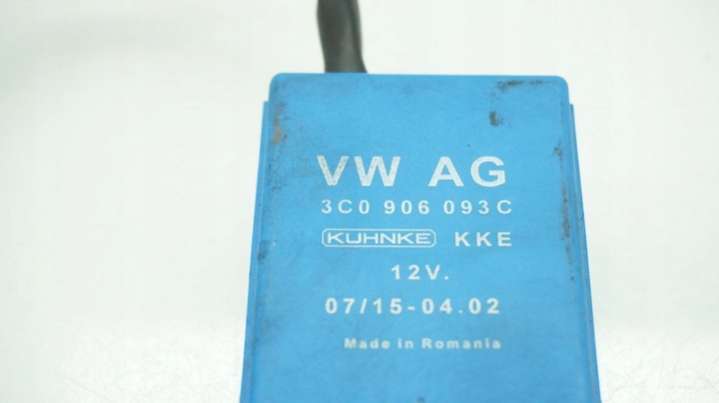 VW AG
3C0 906 093C
KUHNKE KKE
12V.
07/15-04.02
Made in Romania